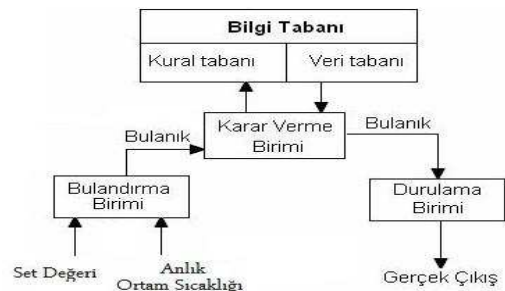 Bilgi Tabanı
Kural tabanı
Veri tabanı
Karar Verme
Birimi
Bulanık
Bulanık
Bulandırma
Birimi
Durulama
Birimi
Set Değeri
Anlık
Ortam Sıcaklığı
Gerçek Çıkış